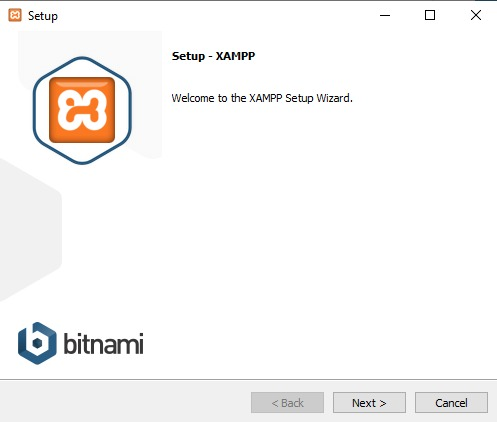 Setup
Setup - XAMPP
Welcome to the XAMPP Setup Wizard.
bitnami
< Back
Next >
Cancel